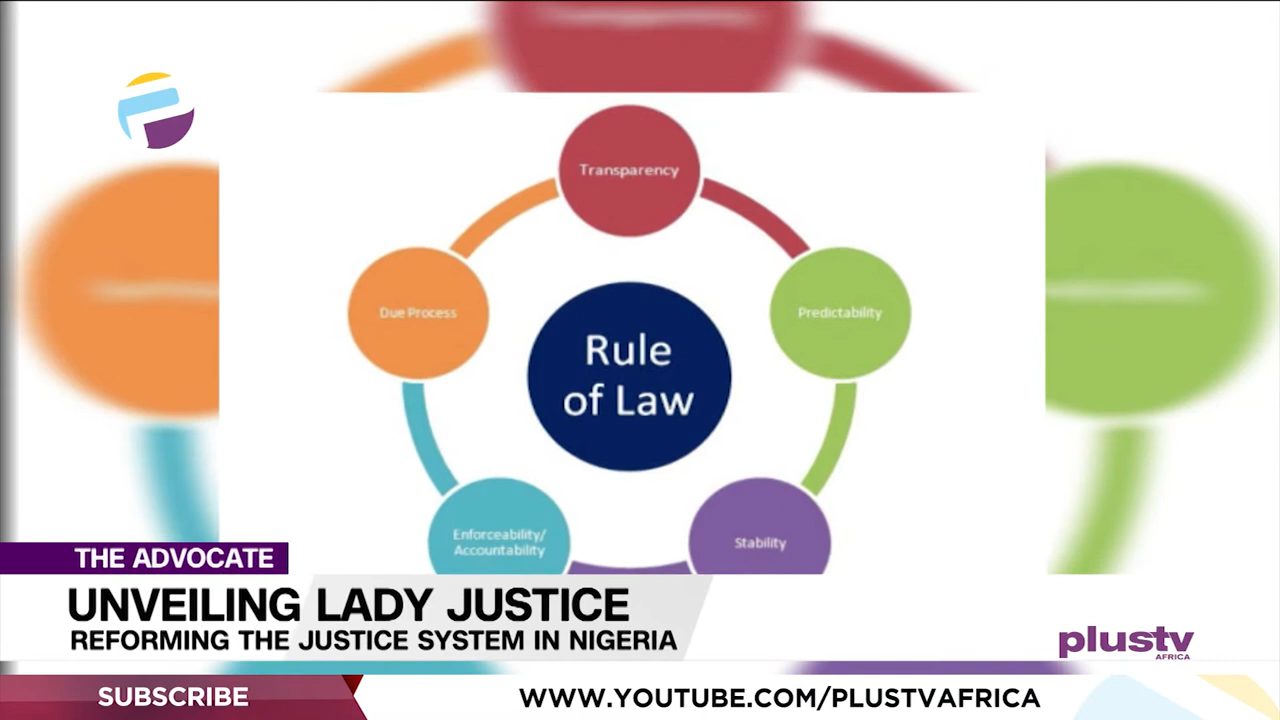 Transparency
Due Process
Predictability
Rule
of Law
Enforceability/
Accountability
Stability
THE ADVOCATE
UNVEILING LADY JUSTICE
REFORMING THE JUSTICE SYSTEM IN NIGERIA
plustv
AFRICA
SUBSCRIBE
WWW.YOUTUBE.COM/PLUSTVAFRICA